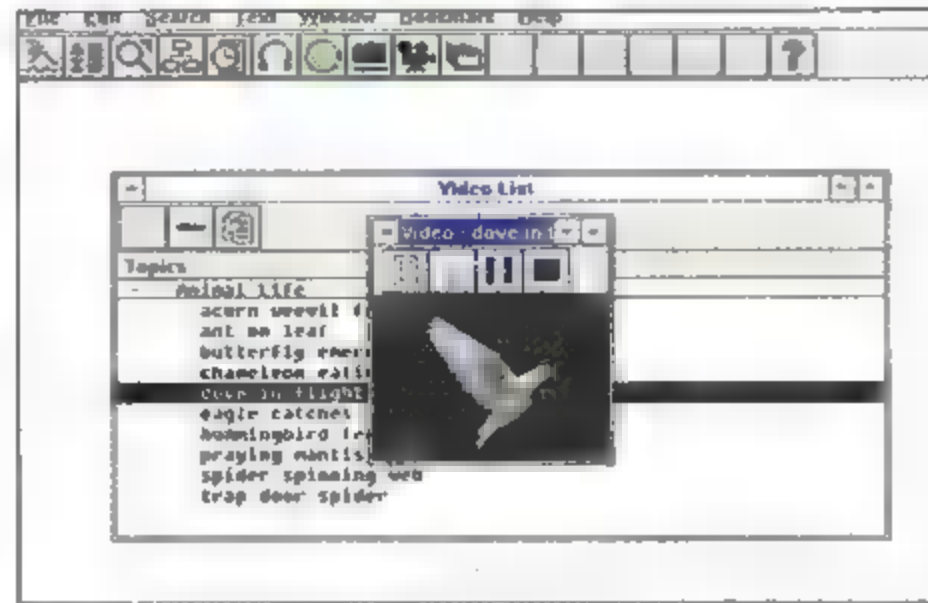 File Edit Search Text Window Bookmark Help
Video List
Video - dove in
Topics
Animal Life
acorn weevil
ant on leaf
butterfly
chameleon
dove in flight
eagle catches
hummingbird
praying mantis
spider spinning web
trap door spider